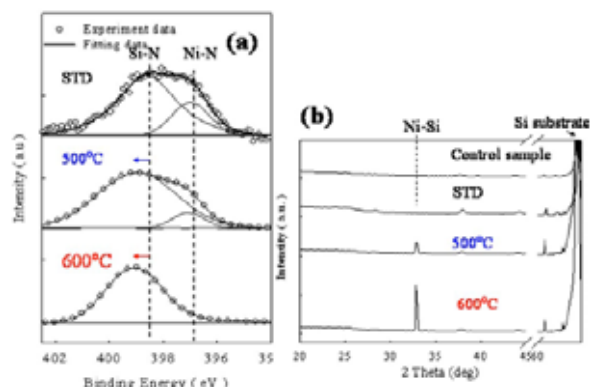 Experiment data
Fitting data
(a)
Si-N
Ni-N
STD
500°C
600°C
Intensity ( a.u )
402
400
398
396
39
Binding Energy ( eV )
(b)
Ni-Si
Si substrate
Control sample
STD
500°C
600°C
Intensity ( a.u. )
20
25
30
35
40
45
60
2 Theta (deg)